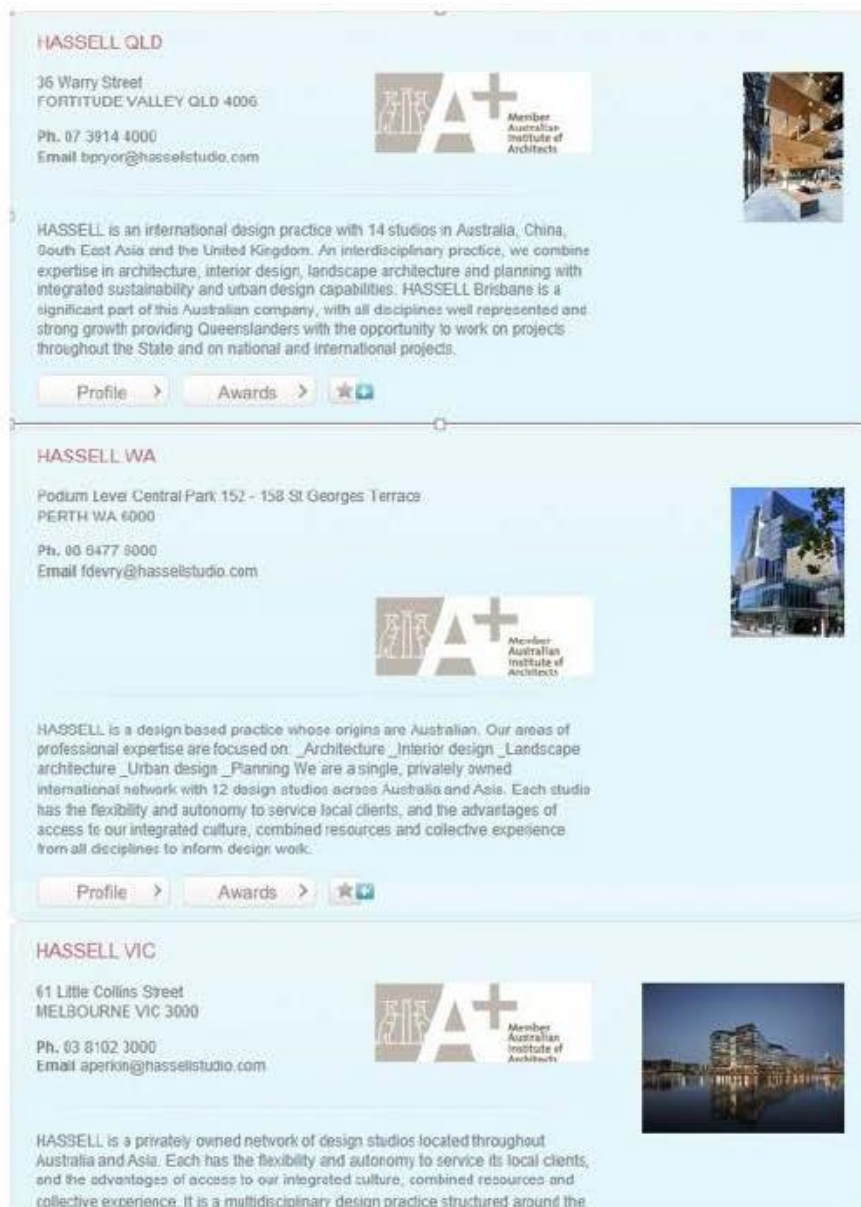 HASSELL QLD
36 Warry Street
FORTITUDE VALLEY QLD 4006
Ph. 07 3914 4000
Email bpryor@hassellstudio.com
A+
Member
Australian
Institute of
Architects
HASSELL is an international design practice with 14 studios in Australia, China,
South East Asia and the United Kingdom. An interdisciplinary practice, we combine
expertise in architecture, interior design, landscape architecture and planning with
integrated sustainability and urban design capabilities. HASSELL Brisbane is a
significant part of this Australian company, with all disciplines well represented and
strong growth providing Queenslanders with the opportunity to work on projects
throughout the State and on national and international projects.
Profile >
Awards >
HASSELL WA
Podium Level Central Park 152 - 158 St Georges Terrace
PERTH WA 6000
Ph. 08 6477 6000
Email fdevry@hassellstudio.com
A+
Member
Australian
Institute of
Architects
HASSELL is a design based practice whose origins are Australian. Our areas of
professional expertise are focused on: _Architecture _Interior design _Landscape
architecture _Urban design _Planning We are a single, privately owned
international network with 12 design studios across Australia and Asia. Each studio
has the flexibility and autonomy to service local clients, and the advantages of
access to our integrated culture, combined resources and collective experience
from all disciplines to inform design work.
Profile >
Awards >
HASSELL VIC
61 Little Collins Street
MELBOURNE VIC 3000
Ph. 03 8102 3000
Email aperkin@hassellstudio.com
A+
Member
Australian
Institute of
Architects
HASSELL is a privately owned network of design studios located throughout
Australia and Asia. Each has the flexibility and autonomy to service its local clients,
and the advantages of access to our integrated culture, combined resources and
collective experience. It is a multidisciplinary design practice structured around the